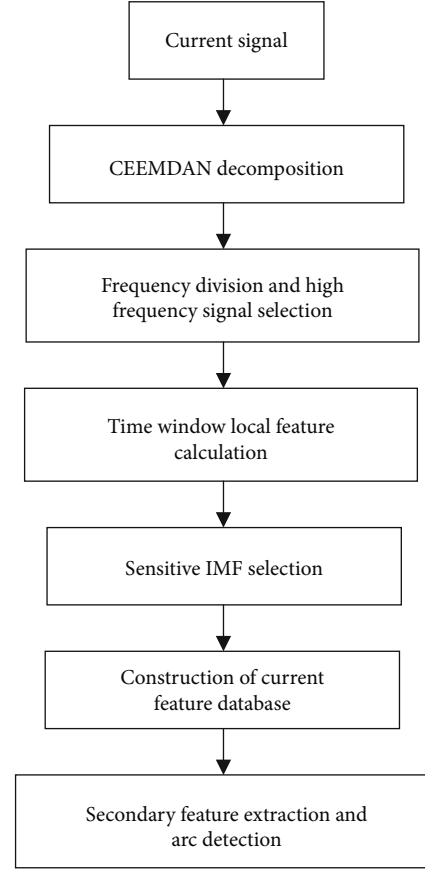 Current signal
CEEMDAN decomposition
Frequency division and high
frequency signal selection
Time window local feature
calculation
Sensitive IMF selection
Construction of current
feature database
Secondary feature extraction and
arc detection